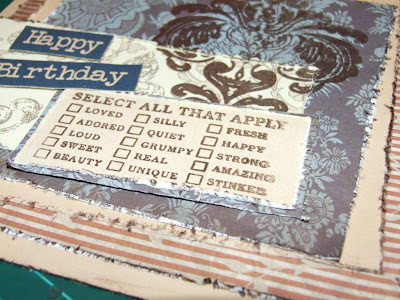 Happy
Birthday
SELECT ALL THAT APPLY
LOVED SILLY FRESH
ADORED QUIET HAPPY
LOUD GRUMPY STRONG
SWEET REAL AMAZING
BEAUTY UNIQUE STINKED